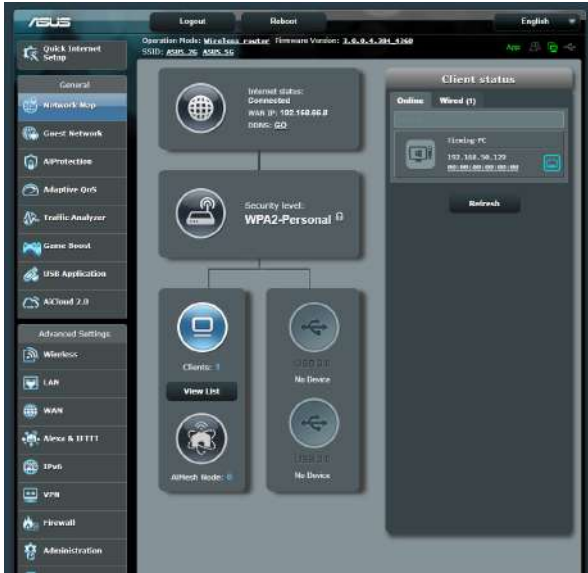 ASUS
Logout
Reboot
English
Quick Internet Setup
Operation Mode: Wireless router Firmware Version: 3.0.0.4.384_4360
SSID: ASUS_2G ASUS_5G
App
General
Network Map
Guest Network
AiProtection
Adaptive QoS
Traffic Analyzer
Game Boost
USB Application
AiCloud 2.0
Advanced Settings
Wireless
LAN
WAN
Alexa & IFTTT
IPv6
VPN
Firewall
Administration
Internet status:
Connected
WAN IP: 192.168.66.8
DDNS: GO
Security level:
WPA2-Personal
Clients: 1
View List
AiMesh Node: 0
No Device
No Device
Client status
Online
Wired (1)
192.168.50.120
00:00:00:00:00:00
Refresh